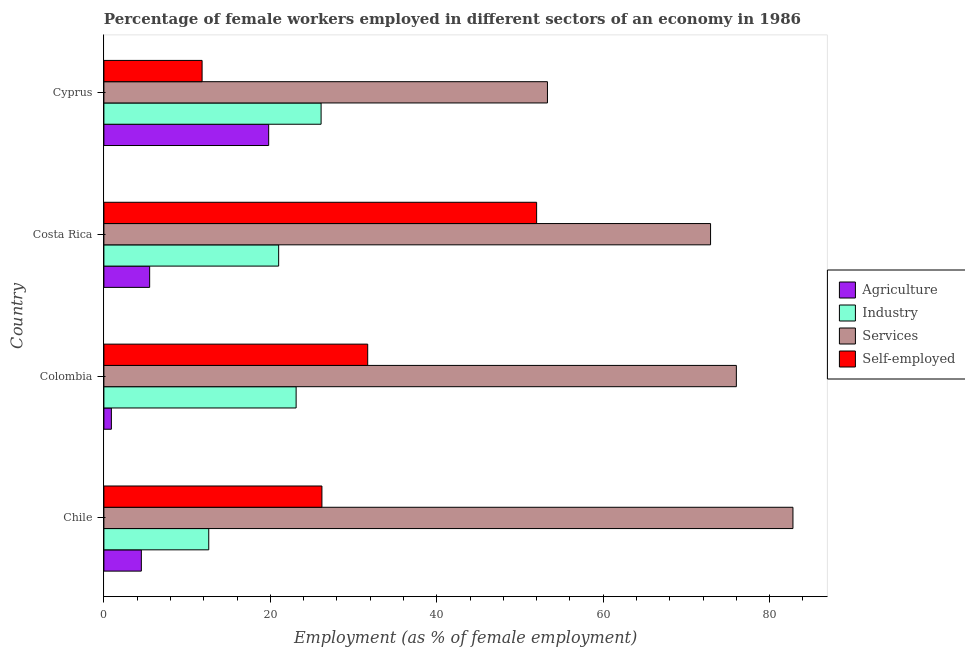 Percentage of female workers employed in different sectors of an economy in 1986
Cyprus
Costa Rica
Colombia
Chile
Country
0
20
40
60
80
Employment (as % of female employment)
Agriculture
Industry
Services
Self-employed